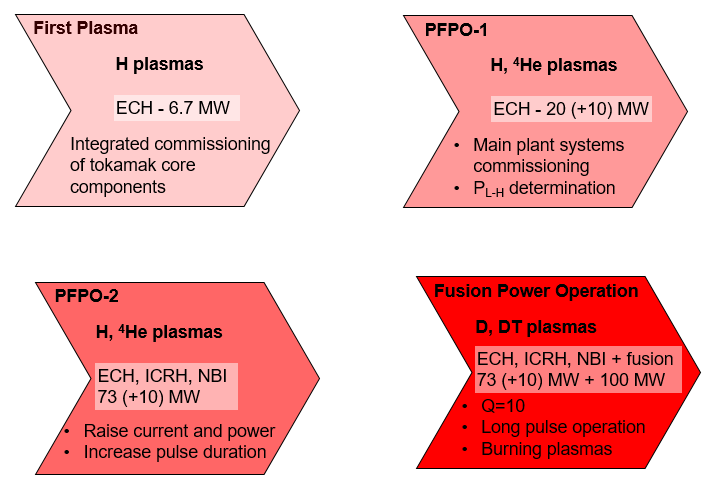 First Plasma
H plasmas
ECH - 6.7 MW
Integrated commissioning
of tokamak core
components
PFPO-1
H, ⁴He plasmas
ECH - 20 (+10) MW
• Main plant systems
commissioning
• P_L-H determination
PFPO-2
H, ⁴He plasmas
ECH, ICRH, NBI
73 (+10) MW
• Raise current and power
• Increase pulse duration
Fusion Power Operation
D, DT plasmas
ECH, ICRH, NBI + fusion
73 (+10) MW + 100 MW
• Q=10
• Long pulse operation
• Burning plasmas